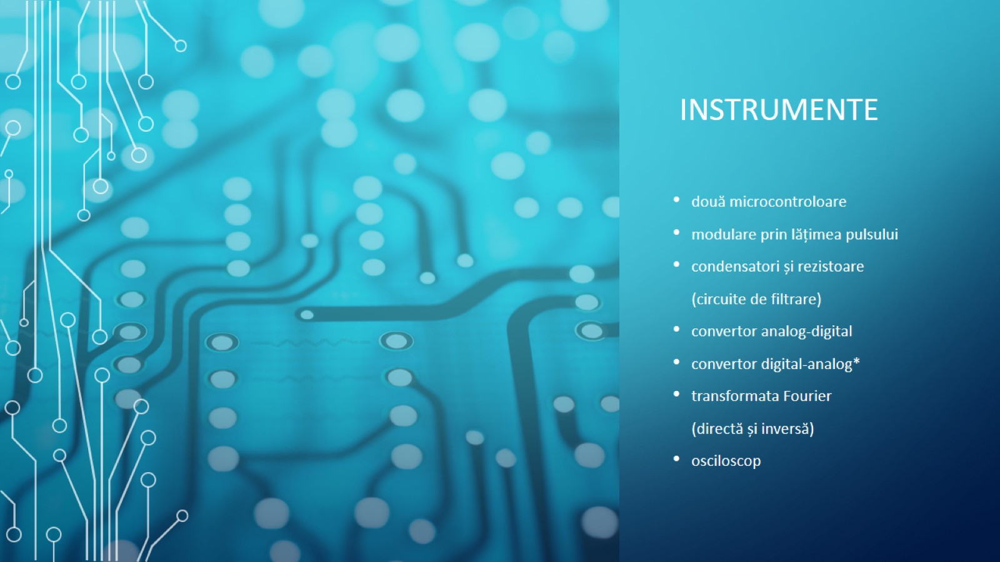 INSTRUMENTE
• două microcontroloare
• modulare prin lățimea pulsului
• condensatori și rezistoare
(circuite de filtrare)
• convertor analog-digital
• convertor digital-analog*
• transformata Fourier
(directă și inversă)
• osciloscop